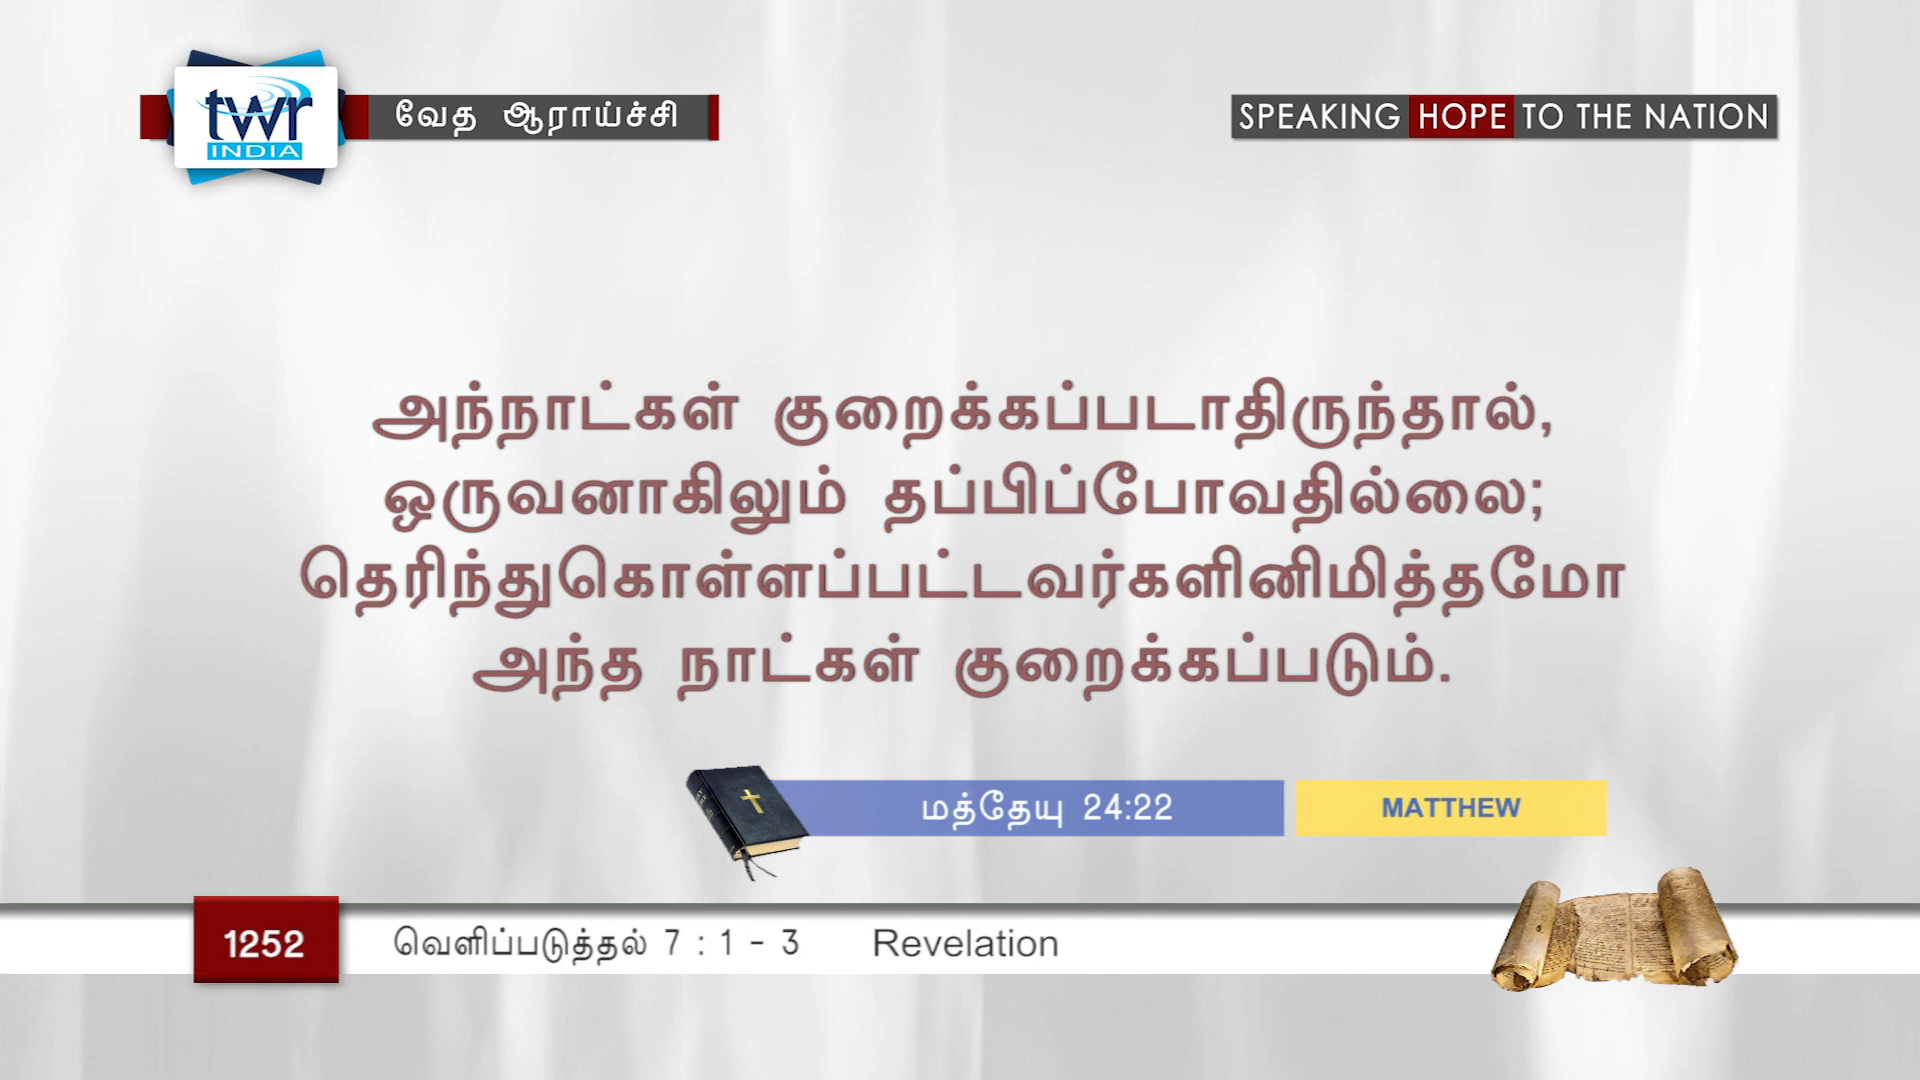 twr
INDIA
வேத ஆராய்ச்சி
SPEAKING HOPE TO THE NATION
அந்நாட்கள் குறைக்கப்படாதிருந்தால்,
ஒருவனாகிலும் தப்பிப்போவதில்லை;
தெரிந்துகொள்ளப்பட்டவர்களினிமித்தமோ
அந்த நாட்கள் குறைக்கப்படும்.
மத்தேயு 24:22
MATTHEW
1252
வெளிப்படுத்தல் 7 : 1 - 3 Revelation